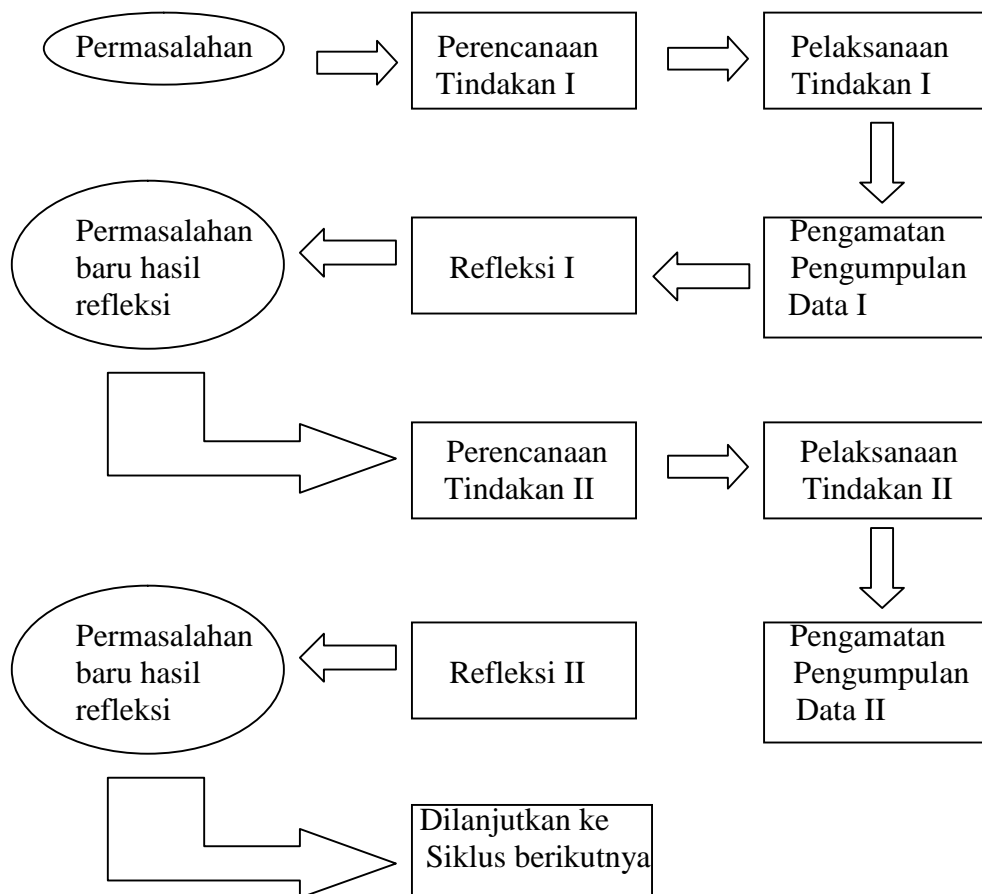 Permasalahan
Perencanaan
Tindakan I
Pelaksanaan
Tindakan I
Pengamatan
Pengumpulan
Data I
Refleksi I
Permasalahan
baru hasil
refleksi
Perencanaan
Tindakan II
Pelaksanaan
Tindakan II
Pengamatan
Pengumpulan
Data II
Refleksi II
Permasalahan
baru hasil
refleksi
Dilanjutkan ke
Siklus berikutnya